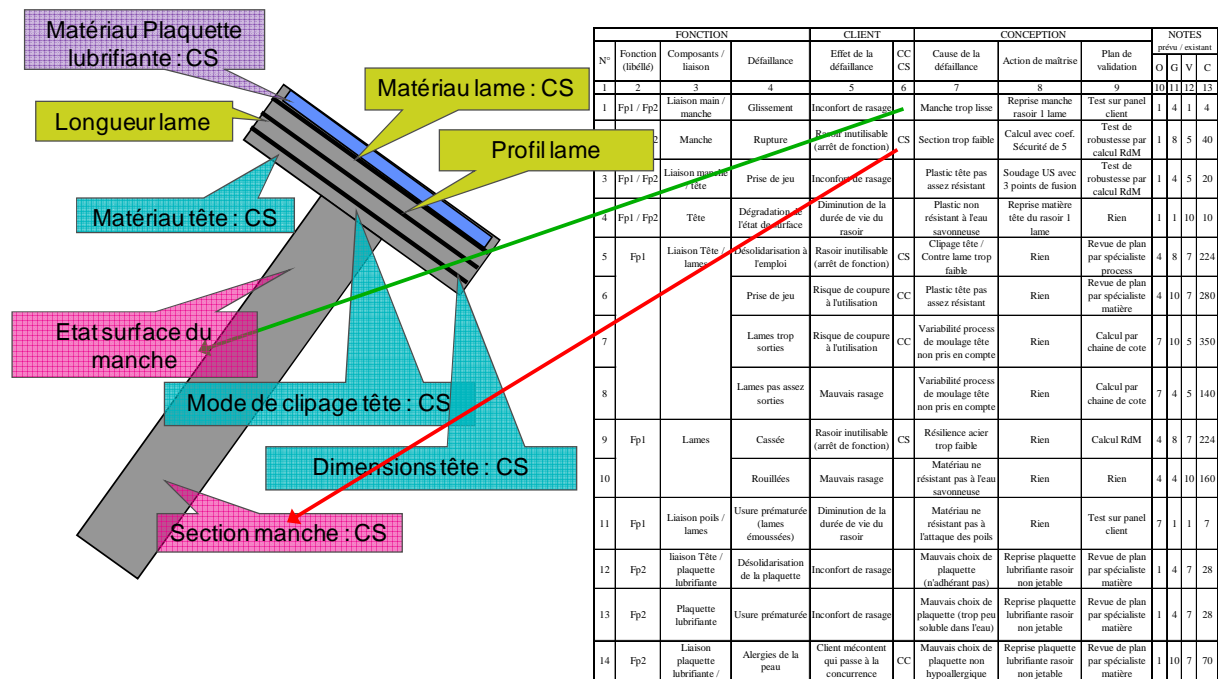 Matériau Plaquette
lubrifiante : CS
Longueur lame
Matériau lame : CS
Profil lame
Matériau tête : CS
Etat surface du
manche
Mode de clipage tête : CS
Dimensions tête : CS
Section manche : CS
FONCTION CLIENT CONCEPTION NOTES
prévu / existant
N° Fonction (libéllé) Composants / liaison Défaillance Effet de la défaillance CC CS Cause de la défaillance Action de maîtrise Plan de validation O G V C
1 2 3 4 5 6 7 8 9 10 11 12 13
1 Fp1 / Fp2 Liaison main / manche Glissement Inconfort de rasage Manche trop lisse Reprise manche rasoir 1 lame Test sur panel client 1 4 1 4
2 Manche Rupture Rasoir inutilisable (arrêt de fonction) CS Section trop faible Calcul avec coef. Sécurité de 5 Test de robustesse par calcul RdM 1 8 5 40
3 Fp1 / Fp2 Liaison manche / tête Prise de jeu Inconfort de rasage Plastic tête pas assez résistant Soudage US avec 3 points de fusion Test de robustesse par calcul RdM 1 4 5 20
4 Fp1 / Fp2 Tête Dégradation de l'état de surface Diminution de la durée de vie du rasoir Plastic non résistant à l'eau savonneuse Reprise matière tête du rasoir 1 lame Rien 1 1 10 10
5 Fp1 Liaison Tête / lames Désolidarisation à l'emploi Rasoir inutilisable (arrêt de fonction) CS Clipage tête / Contre lame trop faible Rien Revue de plan par spécialiste process 4 8 7 224
6 Prise de jeu Risque de coupure à l'utilisation CC Plastic tête pas assez résistant Rien Revue de plan par spécialiste matière 4 10 7 280
7 Lames trop sorties Risque de coupure à l'utilisation CC Variabilité process de moulage tête non pris en compte Rien Calcul par chaine de cote 7 10 5 350
8 Lames pas assez sorties Mauvais rasage Variabilité process de moulage tête non pris en compte Rien Calcul par chaine de cote 7 4 5 140
9 Fp1 Lames Cassée Rasoir inutilisable (arrêt de fonction) CS Résilience acier trop faible Rien Calcul RdM 4 8 7 224
10 Rouillées Mauvais rasage Matériau ne résistant pas à l'eau savonneuse Rien Rien 4 4 10 160
11 Fp1 Liaison poils / lames Usure prématurée (lames émoussées) Diminution de la durée de vie du rasoir Matériau ne résistant pas à l'attaque des poils Rien Test sur panel client 7 1 1 7
12 Fp2 liaison Tête / plaquette lubrifiante Désolidarisation de la plaquette Inconfort de rasage Mauvais choix de plaquette (n'adhérant pas) Reprise plaquette lubrifiante rasoir non jetable Revue de plan par spécialiste matière 1 4 7 28
13 Fp2 Plaquette lubrifiante Usure prématurée Inconfort de rasage Mauvais choix de plaquette (trop peu soluble dans l'eau) Reprise plaquette lubrifiante rasoir non jetable Revue de plan par spécialiste matière 1 4 7 28
14 Fp2 Liaison plaquette lubrifiante / Alergies de la peau Client mécontent qui passe à la concurrence CC Mauvais choix de plaquette non hypoallergique Reprise plaquette lubrifiante rasoir non jetable Revue de plan par spécialiste matière 1 10 7 70